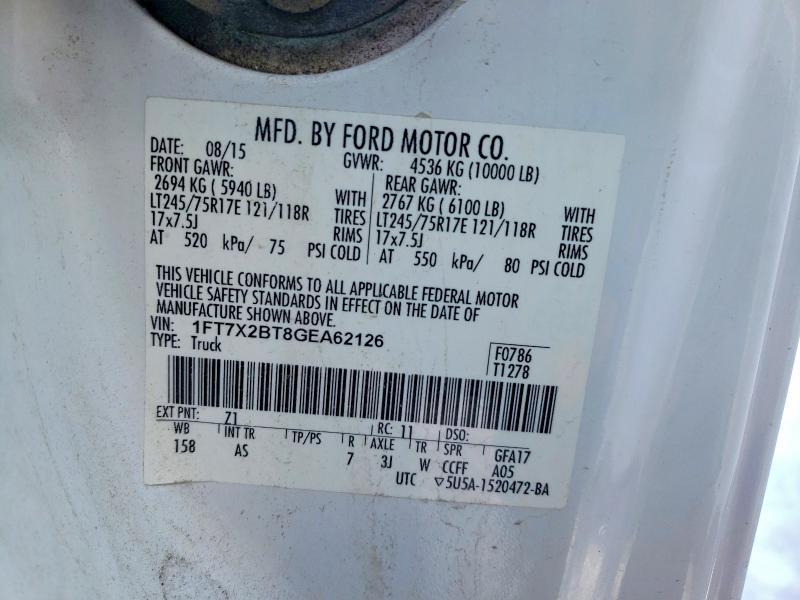 MFD. BY FORD MOTOR CO.
DATE: 08/15 GVWR: 4536 KG (10000 LB)
FRONT GAWR: REAR GAWR:
2694 KG ( 5940 LB) WITH 2767 KG ( 6100 LB) WITH
LT245/75R17E 121/118R TIRES LT245/75R17E 121/118R TIRES
17x7.5J RIMS 17x7.5J RIMS
AT 520 kPa/ 75 PSI COLD AT 550 kPa/ 80 PSI COLD
THIS VEHICLE CONFORMS TO ALL APPLICABLE FEDERAL MOTOR
VEHICLE SAFETY STANDARDS IN EFFECT ON THE DATE OF
MANUFACTURE SHOWN ABOVE.
VIN: 1FT7X2BT8GEA62126
TYPE: Truck
F0786
T1278
EXT PNT: Z1 RC: 11 DSO:
WB INT TR TP/PS R AXLE TR SPR GFA17
158 AS 7 3J W CCFF A05
UTC ▽5U5A-1520472-BA